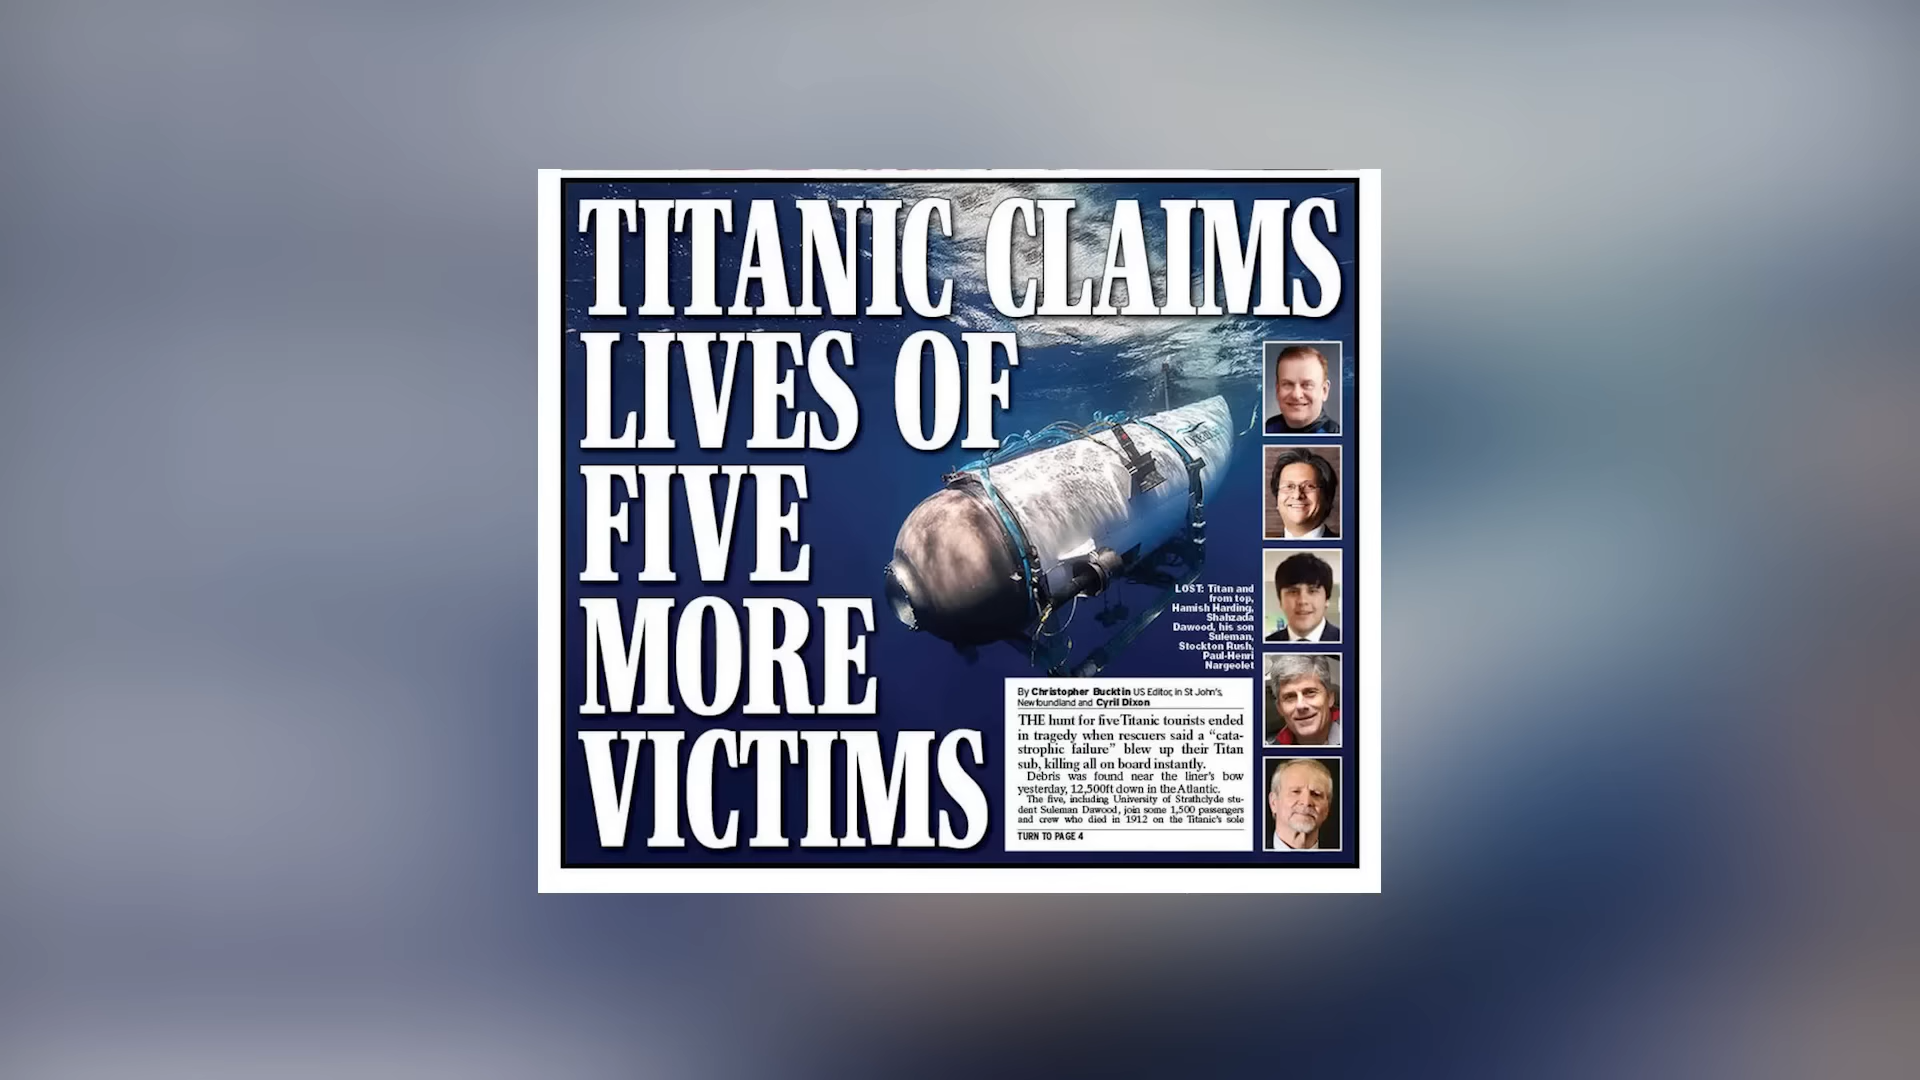 TITANIC CLAIMS
LIVES OF
FIVE
MORE
VICTIMS
LOST: Titan and
from top,
Hamish Harding,
Shahzada
Dawood, his son
Suleman,
Stockton Rush,
Paul-Henri
Nargeolet
By Christopher Bucktin US Editor, in St John's,
Newfoundland and Cyril Dixon
THE hunt for five Titanic tourists ended
in tragedy when rescuers said a “cata-
strophic failure” blew up their Titan
sub, killing all on board instantly.
Debris was found near the liner's bow
yesterday, 12,500ft down in the Atlantic.
The five, including University of Strathclyde stu-
dent Suleman Dawood, join some 1,500 passengers
and crew who died in 1912 on the Titanic's sole
TURN TO PAGE 4